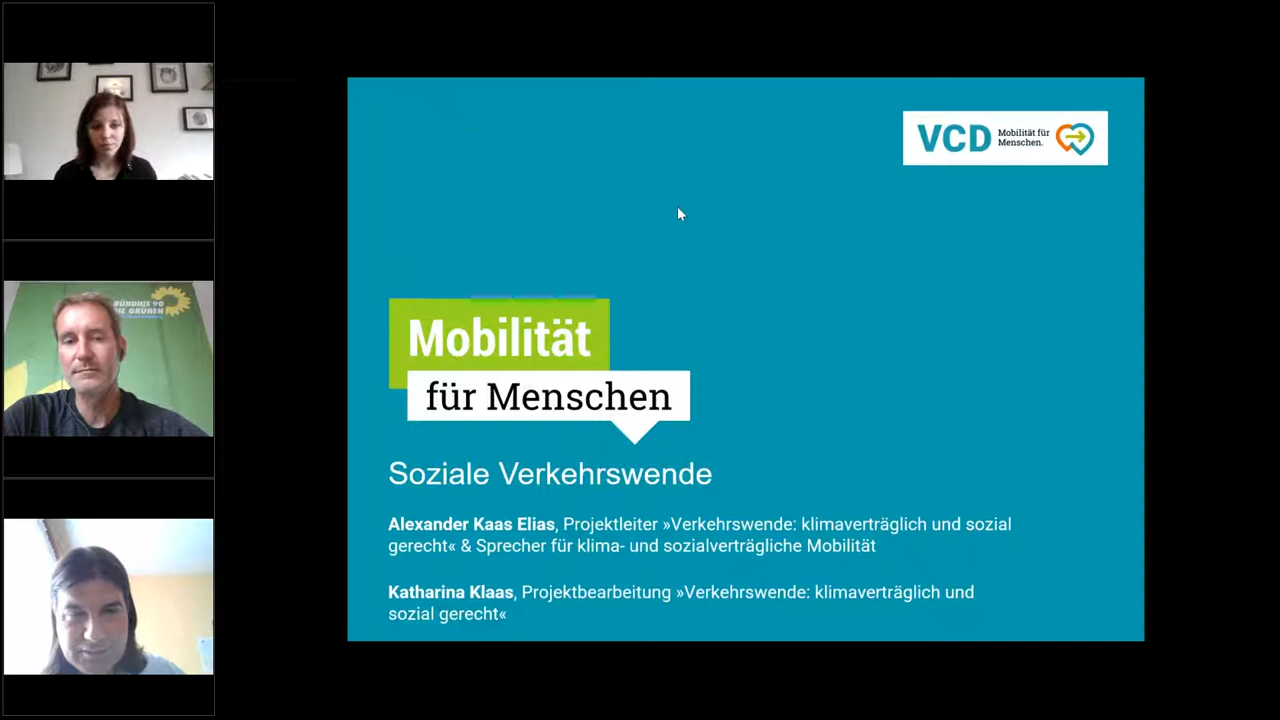 BÜNDNIS 90
DIE GRÜNEN
VCD
Mobilität für
Menschen.
Mobilität
für Menschen
Soziale Verkehrswende
Alexander Kaas Elias, Projektleiter »Verkehrswende: klimaverträglich und sozial
gerecht« & Sprecher für klima- und sozialverträgliche Mobilität
Katharina Klaas, Projektbearbeitung »Verkehrswende: klimaverträglich und
sozial gerecht«